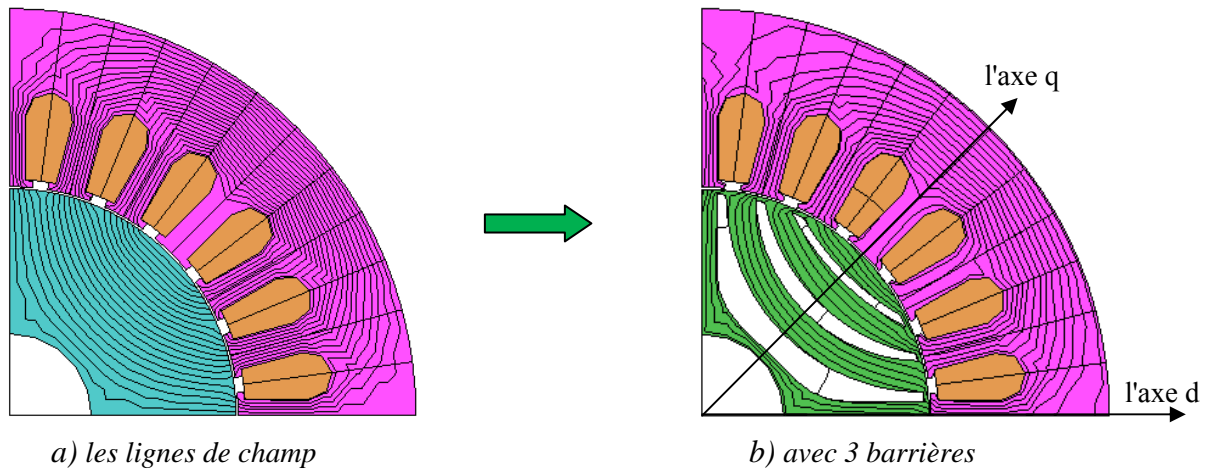 l'axe q
l'axe d
a) les lignes de champ
b) avec 3 barrières